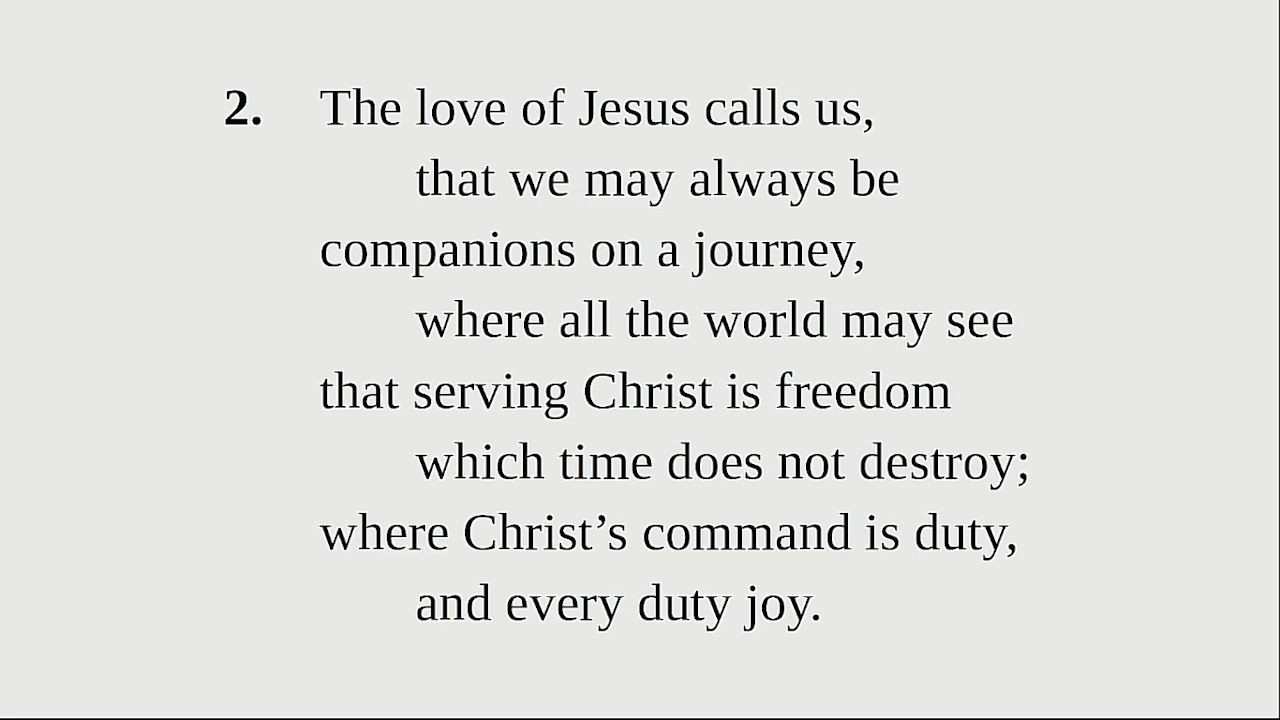 2. The love of Jesus calls us,
that we may always be
companions on a journey,
where all the world may see
that serving Christ is freedom
which time does not destroy;
where Christ’s command is duty,
and every duty joy.